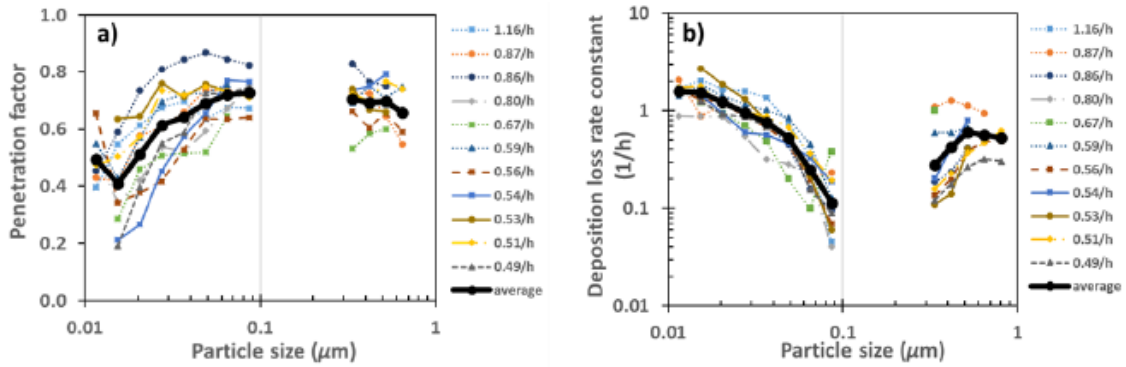 a)
1.0
0.8
0.6
0.4
0.2
0.0
Penetration factor
0.01
0.1
1
Particle size (μm)
1.16/h
0.87/h
0.86/h
0.80/h
0.67/h
0.59/h
0.56/h
0.54/h
0.53/h
0.51/h
0.49/h
average
b)
10
1
0.1
0.01
Deposition loss rate constant
(1/h)
0.01
0.1
1
Particle size (μm)
1.16/h
0.87/h
0.86/h
0.80/h
0.67/h
0.59/h
0.56/h
0.54/h
0.53/h
0.51/h
0.49/h
average